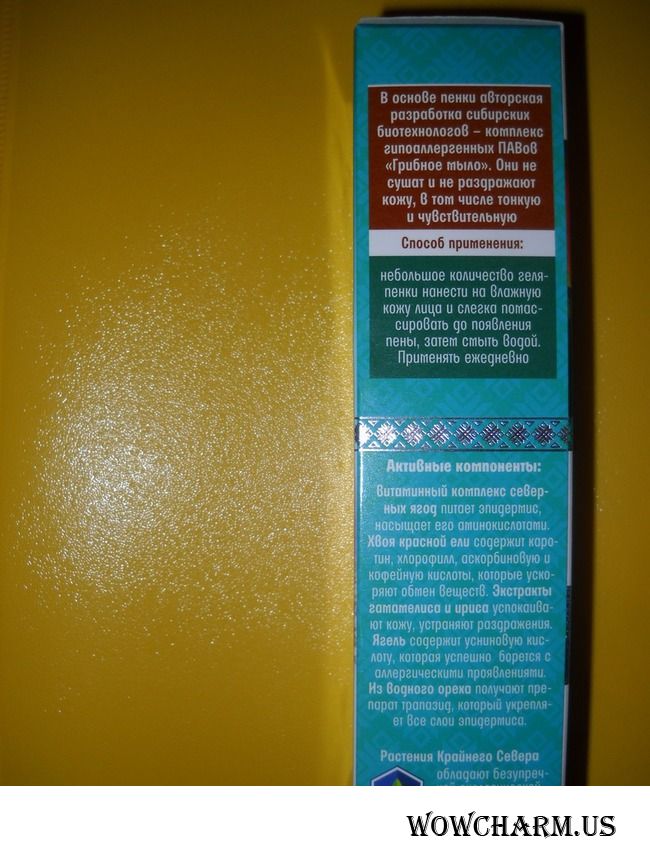 В основе пенки авторская
разработка сибирских
биотехнологов – комплекс
гипоаллергенных ПАВов
«Грибное мыло». Они не
сушат и не раздражают
кожу, в том числе тонкую
и чувствительную
Способ применения:
небольшое количество геля-
пенки нанести на влажную
кожу лица и слегка помас-
сировать до появления
пены, затем смыть водой.
Применять ежедневно
Активные компоненты:
витаминный комплекс север-
ных ягод питает эпидермис,
насыщает его аминокислотами.
Хвоя красной ели содержит каро-
тин, хлорофилл, аскорбиновую и
кофейную кислоты, которые уско-
ряют обмен веществ. Экстракты
гамамелиса и ириса успокаива-
ют кожу, устраняют раздражения.
Ягель содержит усниновую кис-
лоту, которая успешно борется с
аллергическими проявлениями.
Из водного ореха получают пре-
парат трапазид, который укрепля-
ет все слои эпидермиса.
Растения Крайнего Севера
обладают безупреч-
WOWCHARM.US